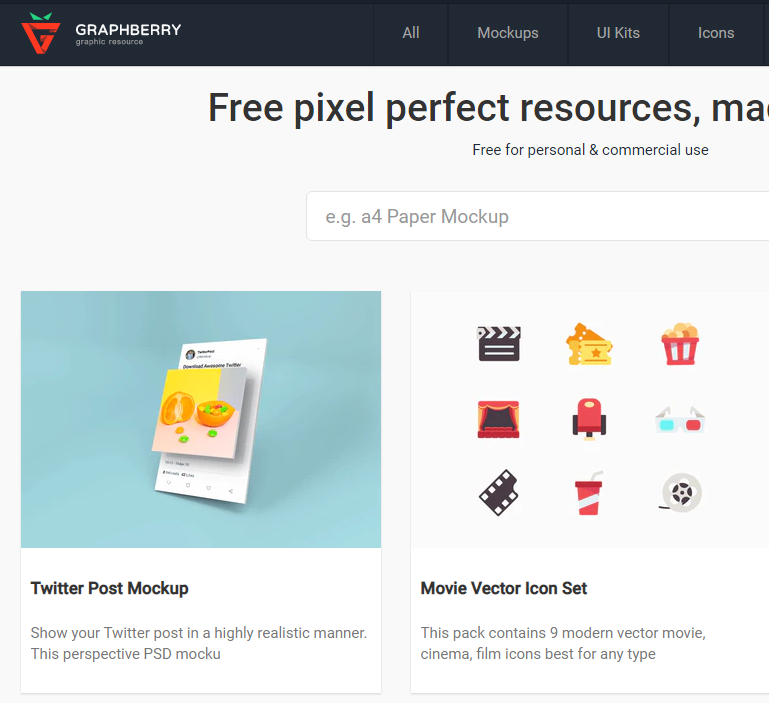 GRAPHBERRY
graphic resource
All
Mockups
UI Kits
Icons
Free pixel perfect resources,
Free for personal & commercial use
e.g. a4 Paper Mockup
Download Awesome Twitter
Twitter Post Mockup
Show your Twitter post in a highly realistic manner.
This perspective PSD mocku
Movie Vector Icon Set
This pack contains 9 modern vector movie,
cinema, film icons best for any type